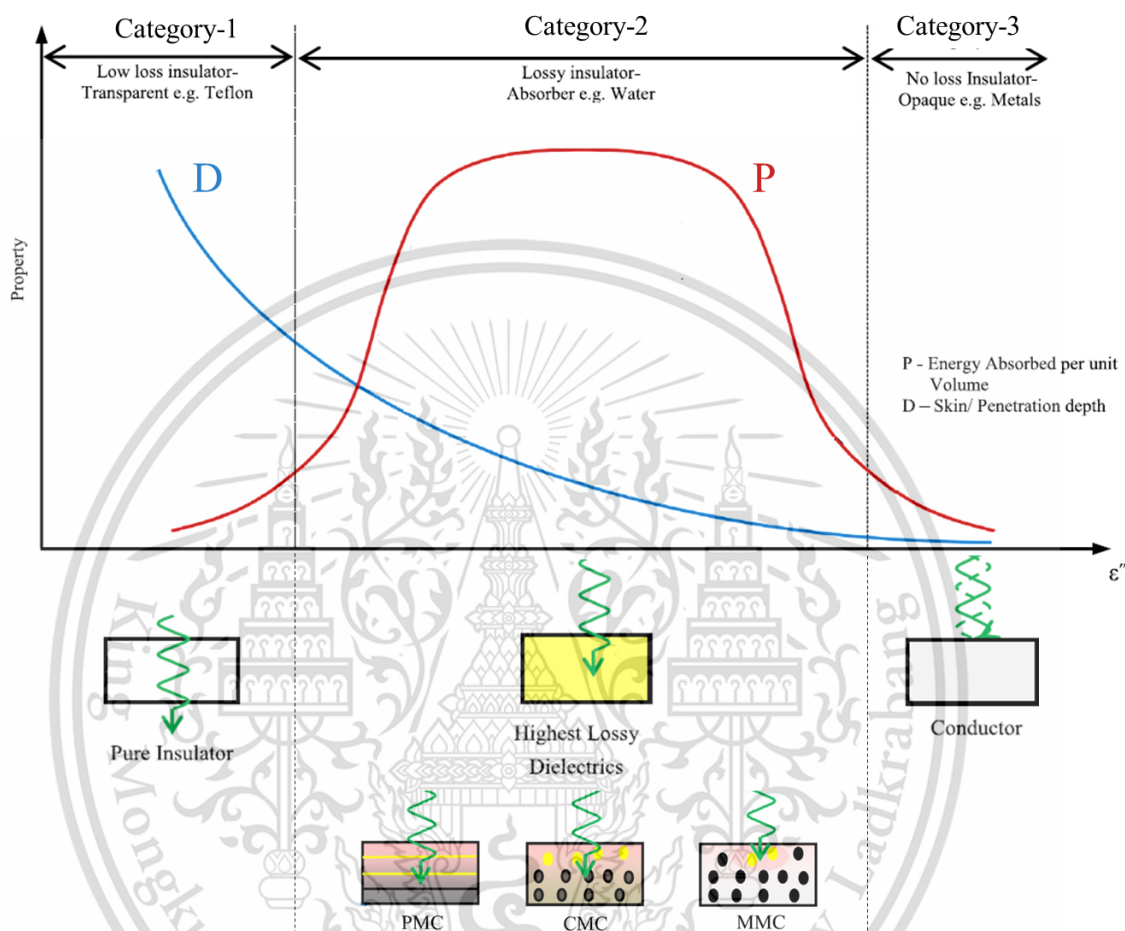 Category-1
Category-2
Category-3
Low loss insulator-
Transparent e.g. Teflon
Lossy insulator-
Absorber e.g. Water
No loss Insulator-
Opaque e.g. Metals
D
P
Property
P - Energy Absorbed per unit
Volume
D – Skin/ Penetration depth
ε″
Pure Insulator
Highest Lossy
Dielectrics
Conductor
PMC
CMC
MMC
King Mongku
Ladkrabang